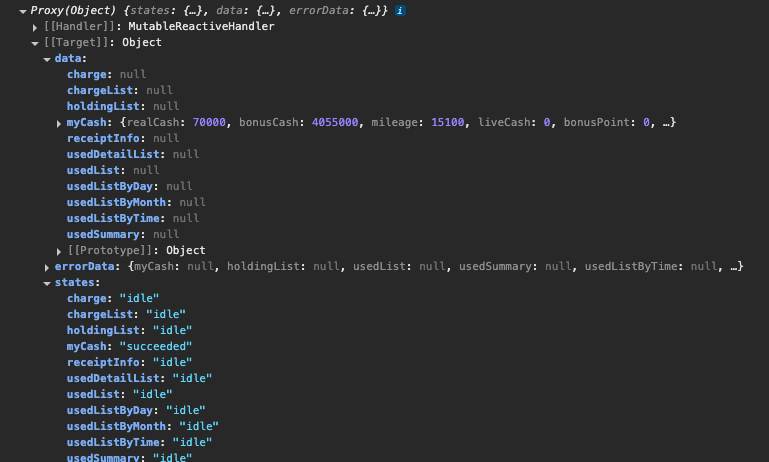 Proxy(Object) {states: {…}, data: {…}, errorData: {…}} i
[[Handler]]: MutableReactiveHandler
[[Target]]: Object
data:
charge: null
chargeList: null
holdingList: null
myCash: {realCash: 70000, bonusCash: 4055000, mileage: 15100, liveCash: 0, bonusPoint: 0, …}
receiptInfo: null
usedDetailList: null
usedList: null
usedListByDay: null
usedListByMonth: null
usedListByTime: null
usedSummary: null
[[Prototype]]: Object
errorData: {myCash: null, holdingList: null, usedList: null, usedSummary: null, usedListByTime: null, …}
states:
charge: "idle"
chargeList: "idle"
holdingList: "idle"
myCash: "succeeded"
receiptInfo: "idle"
usedDetailList: "idle"
usedList: "idle"
usedListByDay: "idle"
usedListByMonth: "idle"
usedListByTime: "idle"
usedSummary: "idle"